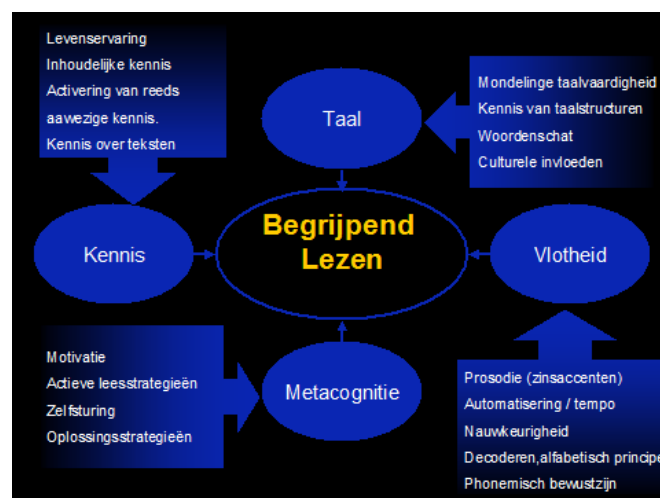 Levenservaring
Inhoudelijke kennis
Activering van reeds
aawezige kennis.
Kennis over teksten
Taal
Mondelinge taalvaardigheid
Kennis van taalstructuren
Woordenschat
Culturele invloeden
Kennis
Begrijpend
Lezen
Vlotheid
Motivatie
Actieve leesstrategieën
Zelfsturing
Oplossingsstrategieën
Metacognitie
Prosodie (zinsaccenten)
Automatisering / tempo
Nauwkeurigheid
Decoderen,alfabetisch principe
Phonemisch bewustzijn